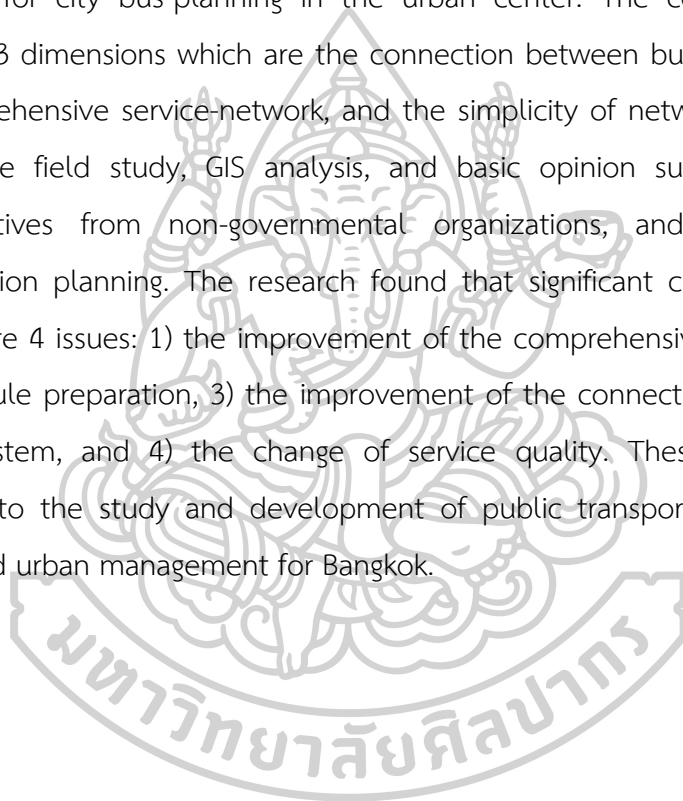 for city bus planning in the urban center. The c
3 dimensions which are the connection between bu
ehensive service-network, and the simplicity of netw
e field study, GIS analysis, and basic opinion su
tives from non-governmental organizations, and
ion planning. The research found that significant c
re 4 issues: 1) the improvement of the comprehensiv
ule preparation, 3) the improvement of the connect
stem, and 4) the change of service quality. Thes
to the study and development of public transpor
d urban management for Bangkok.
มหาวิทยาลัยศิลปากร